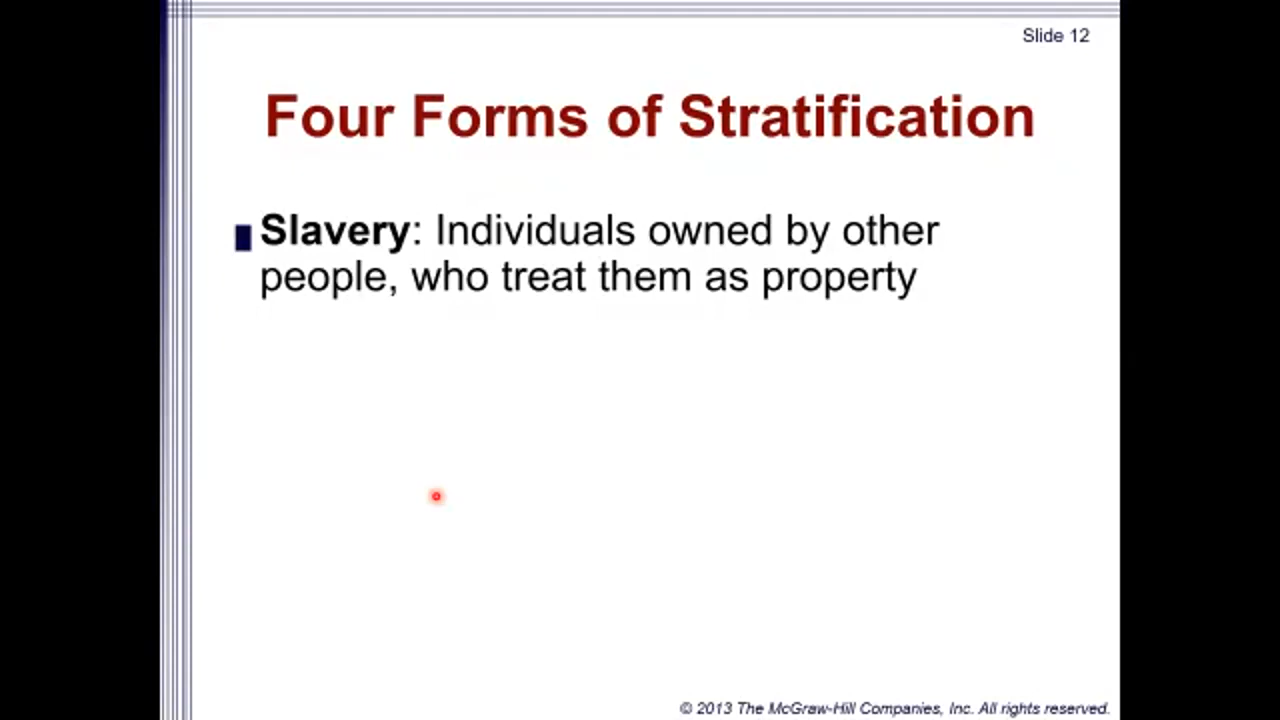 Slide 12
Four Forms of Stratification
Slavery: Individuals owned by other
people, who treat them as property
© 2013 The McGraw-Hill Companies, Inc. All rights reserved.